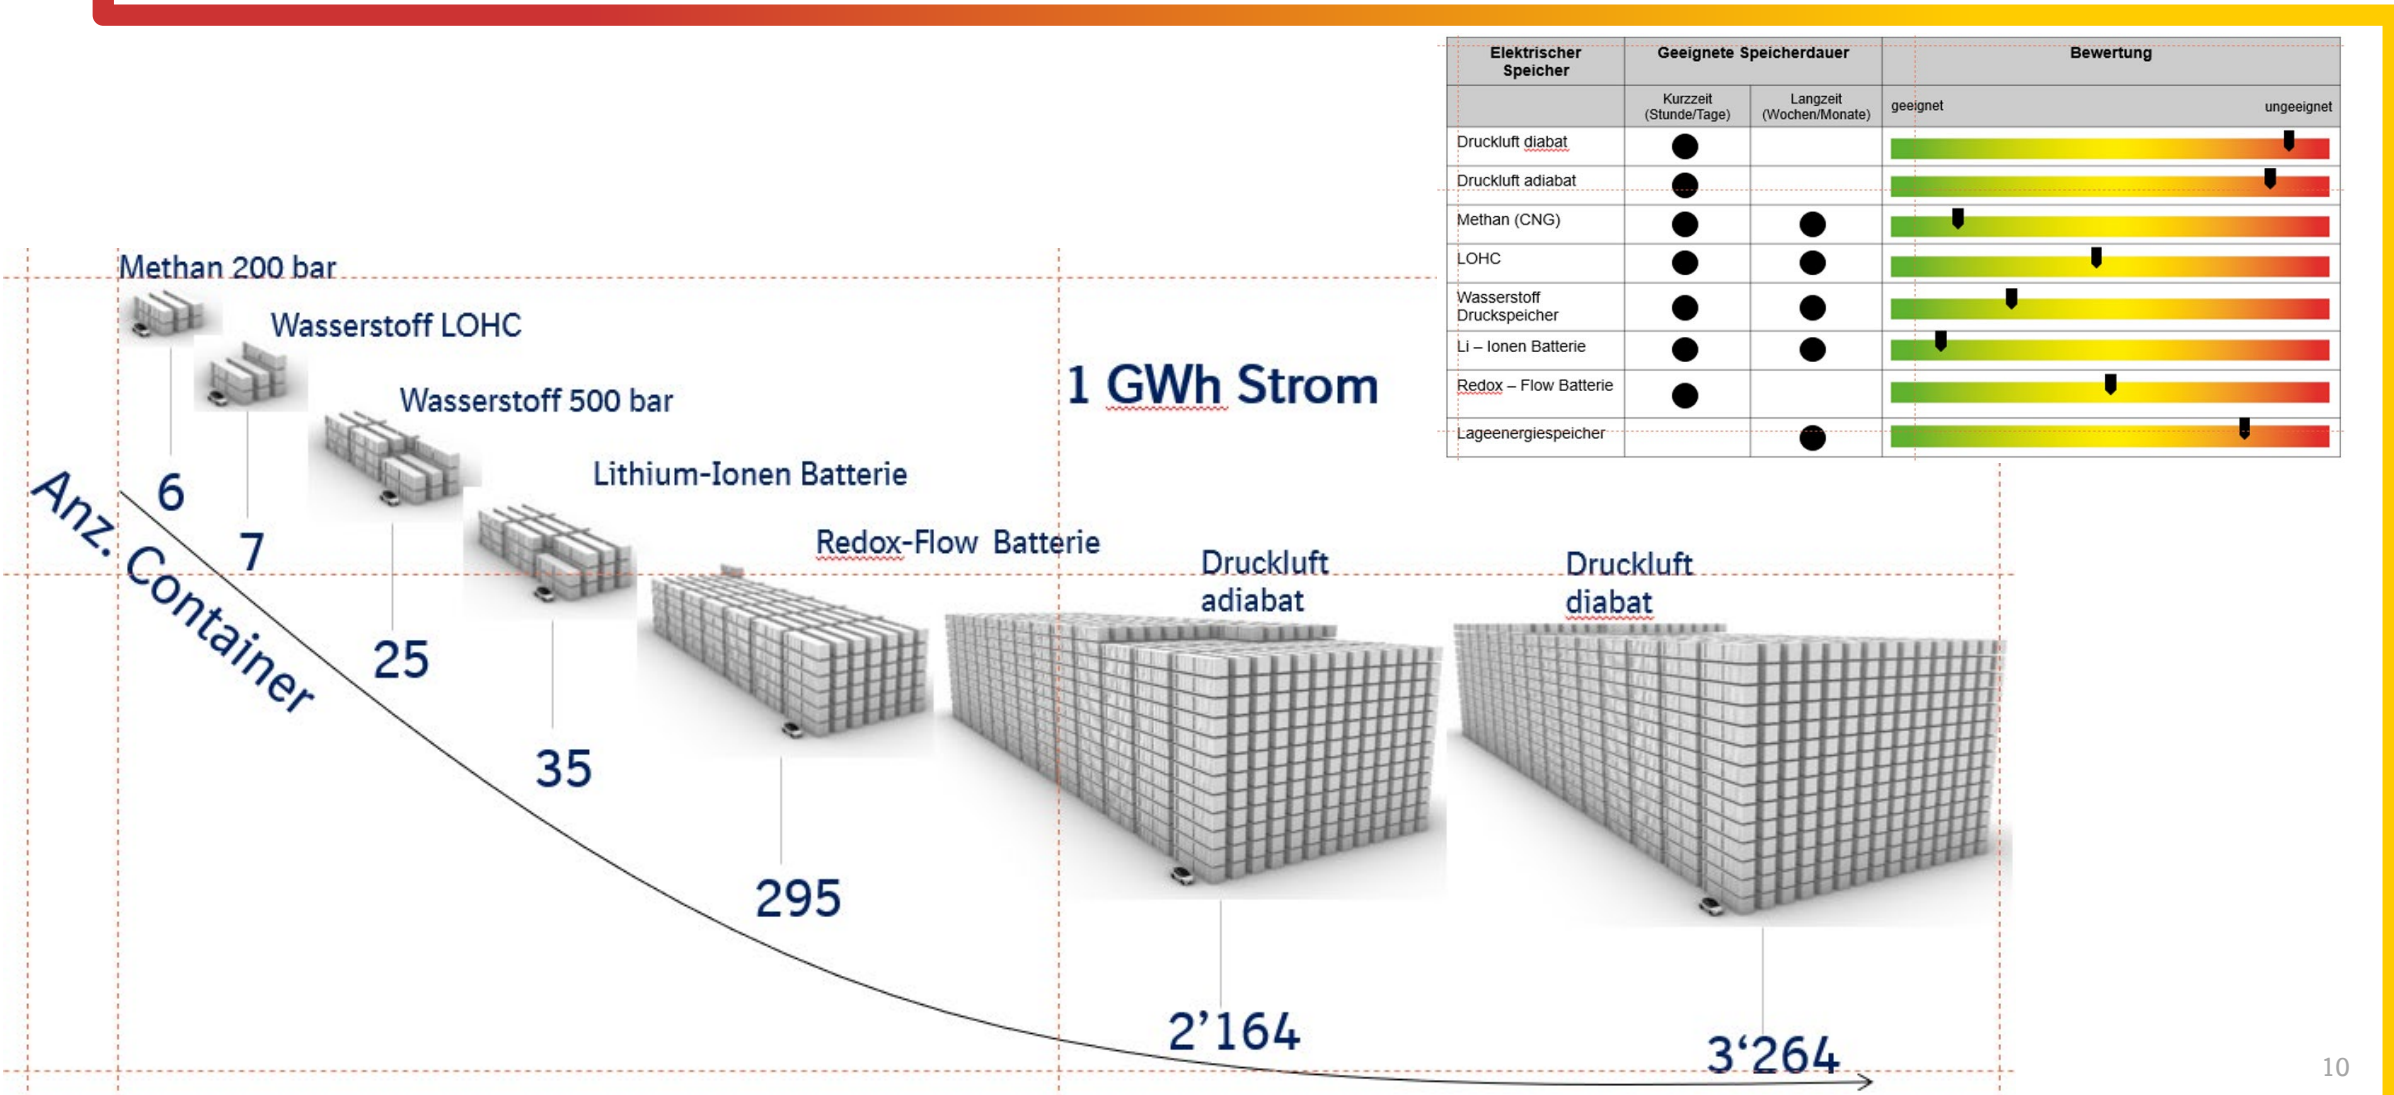 Elektrischer
Speicher
Geeignete Speicherdauer
Bewertung
Kurzzeit
(Stunde/Tage)
Langzeit
(Wochen/Monate)
geeignet
ungeeignet
Druckluft diabat
Druckluft adiabat
Methan (CNG)
LOHC
Wasserstoff
Druckspeicher
Li – Ionen Batterie
Redox – Flow Batterie
Lageenergiespeicher
Methan 200 bar
Wasserstoff LOHC
Wasserstoff 500 bar
1 GWh Strom
Lithium-Ionen Batterie
Redox-Flow Batterie
Druckluft
adiabat
Druckluft
diabat
Anz. Container
6
7
25
35
295
2’164
3‘264
10